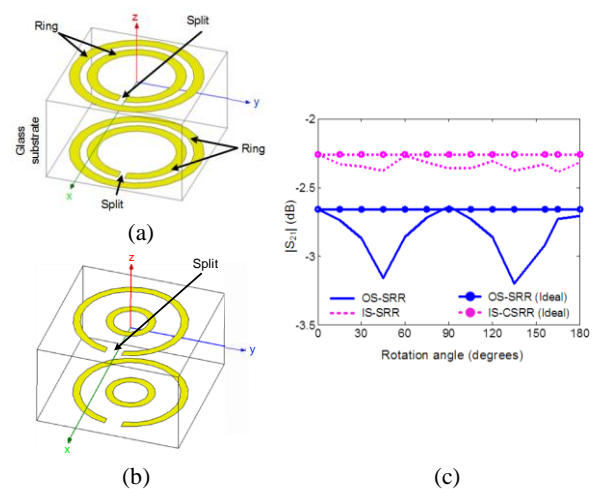 (a)
z
Split
Ring
y
Glass
substrate
Ring
Split
x
(a)
z
Split
y
x
(b)
-2
-2.5
-3
-3.5
|S21| (dB)
OS-SRR
IS-SRR
OS-SRR (Ideal)
IS-CSRR (Ideal)
0 30 60 90 120 150 180
Rotation angle (degrees)
(c)